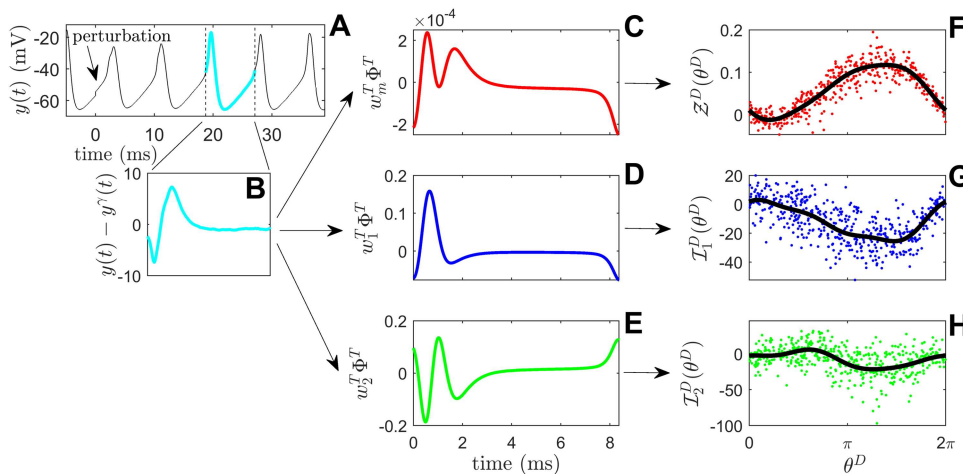 A
perturbation
y(t) (mV)
-20
-40
-60
0
10
20
30
time (ms)
B
y(t) − y^γ(t)
10
0
-10
C
×10^-4
w_m^T Φ^T
2
0
-2
D
w_1^T Φ^T
0.2
0.1
0
E
w_2^T Φ^T
0.2
0
-0.2
0
2
4
6
8
time (ms)
F
Z^D(θ^D)
0.2
0.1
0
G
I_1^D(θ^D)
20
0
-20
-40
H
I_2^D(θ^D)
0
-50
-100
0
π
2π
θ^D